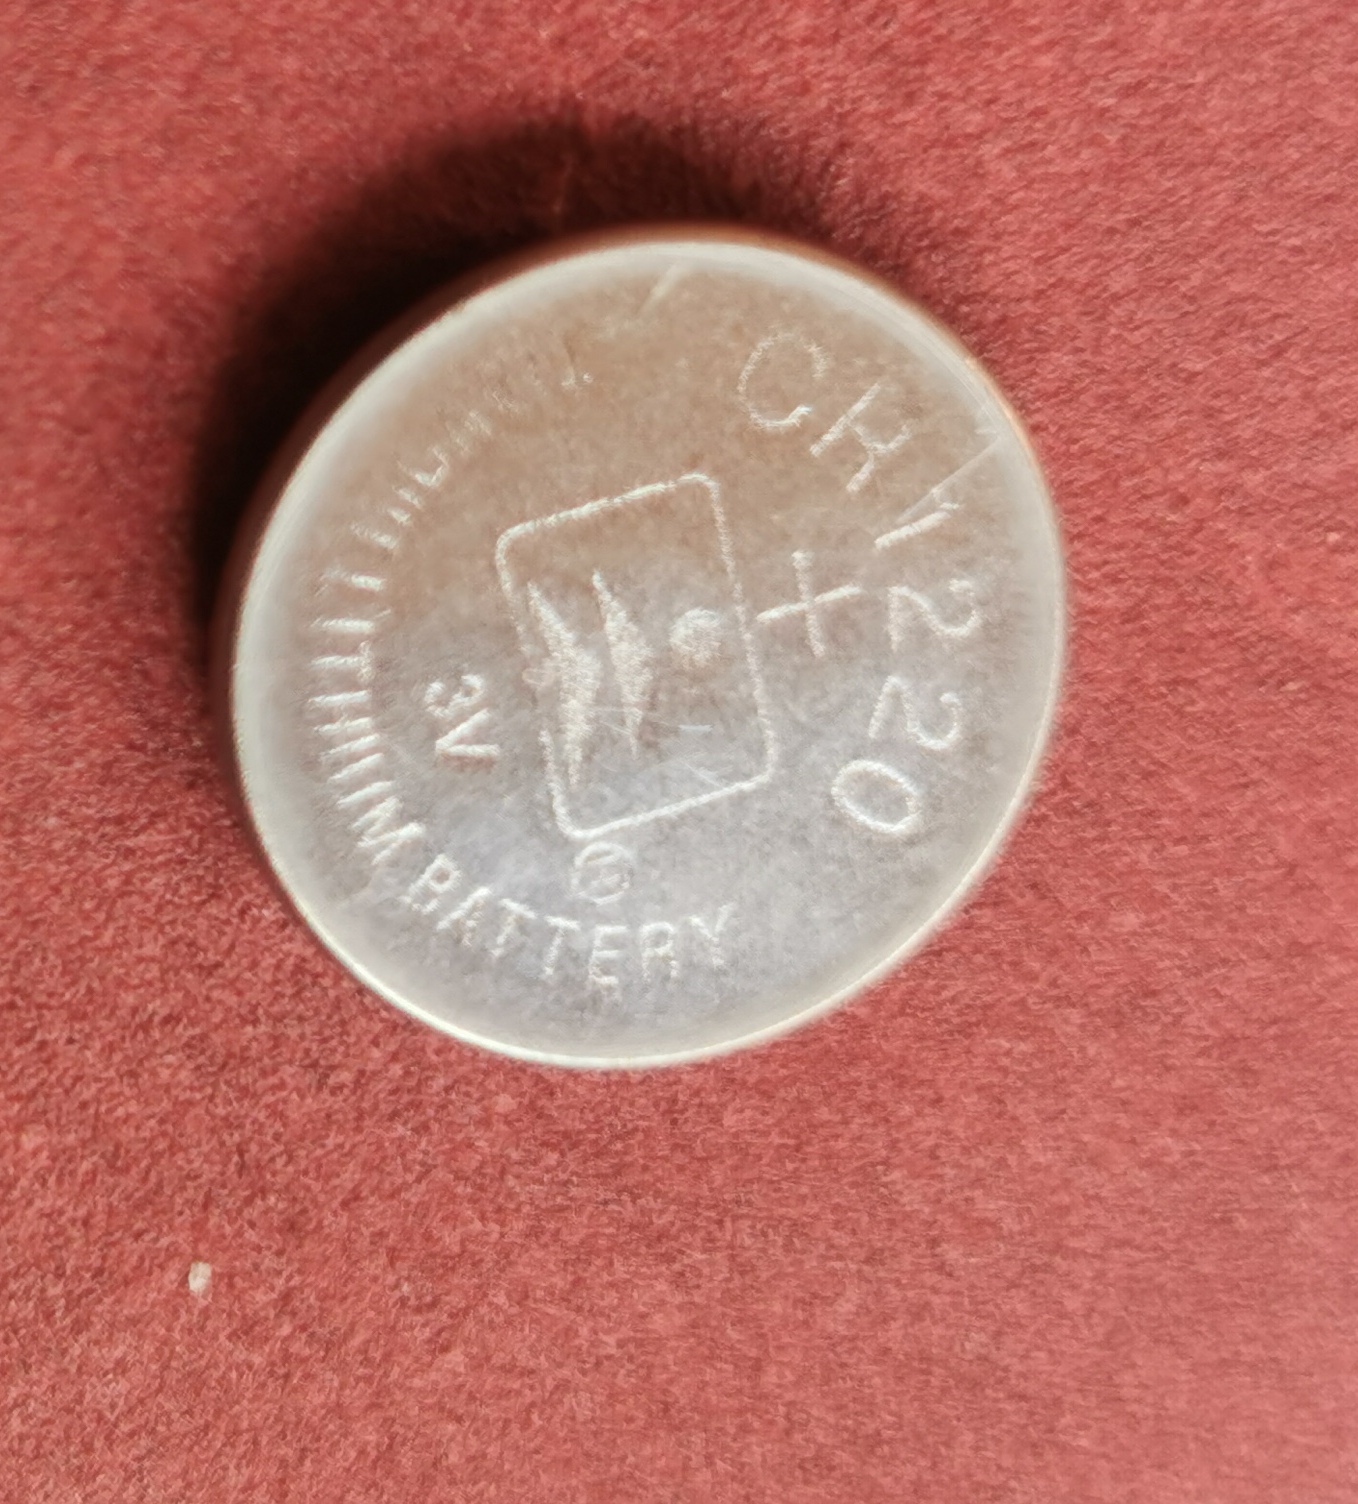 CR1220
+
3V
LITHIUM BATTERY